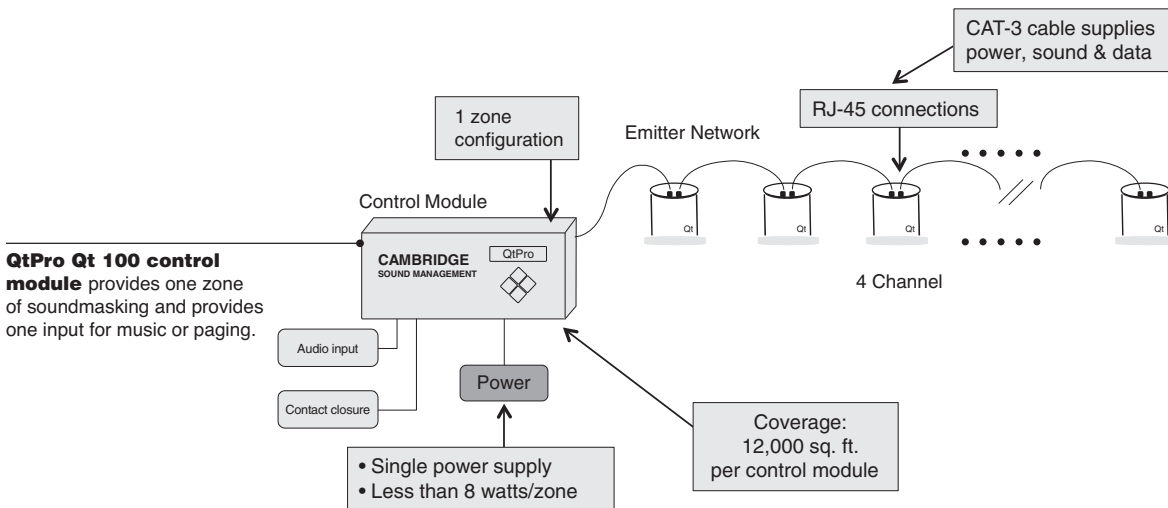 CAT-3 cable supplies
power, sound & data
1 zone
configuration
RJ-45 connections
Emitter Network
Control Module
QtPro Qt 100 control
module provides one zone
of soundmasking and provides
one input for music or paging.
CAMBRIDGE
SOUND MANAGEMENT
QtPro
Qt
Qt
Qt
Qt
4 Channel
Audio input
Contact closure
Power
• Single power supply
• Less than 8 watts/zone
Coverage:
12,000 sq. ft.
per control module